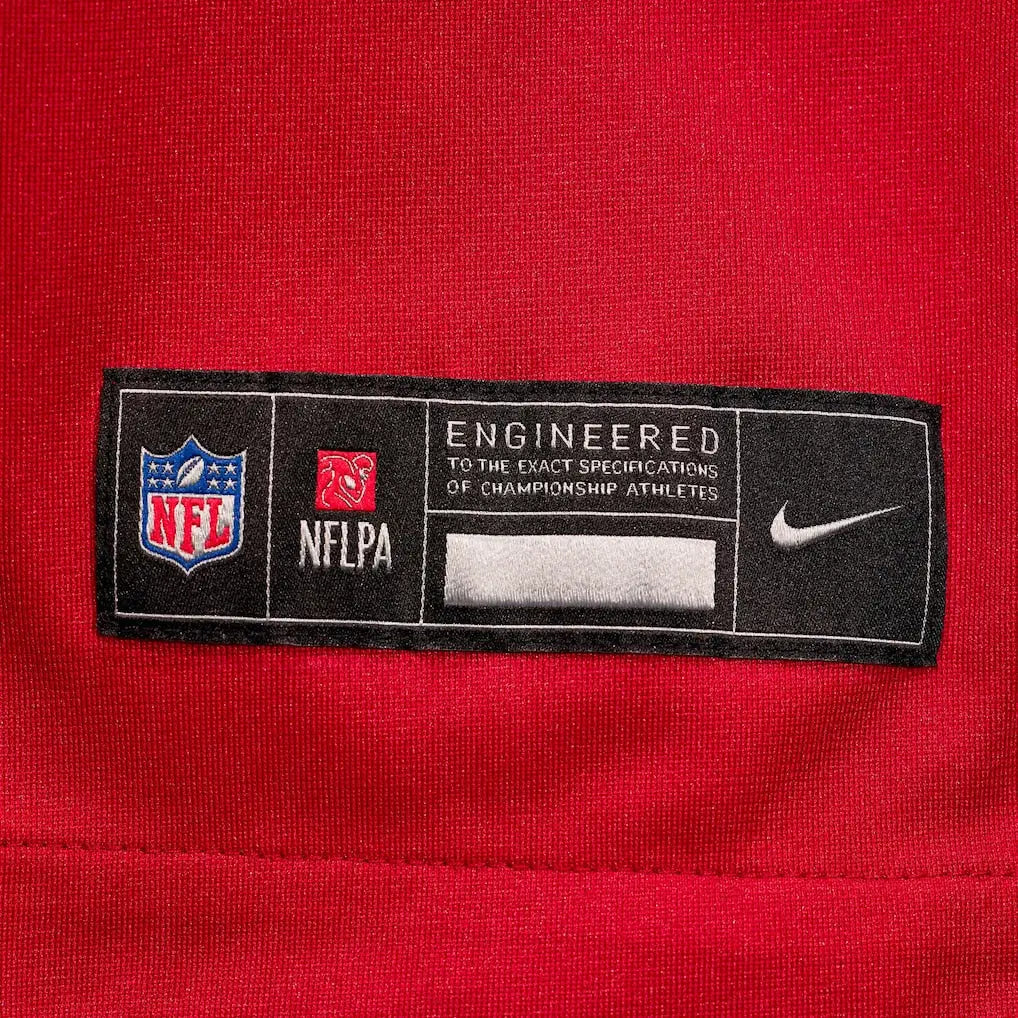 NFL
NFLPA
ENGINEERED
TO THE EXACT SPECIFICATIONS
OF CHAMPIONSHIP ATHLETES